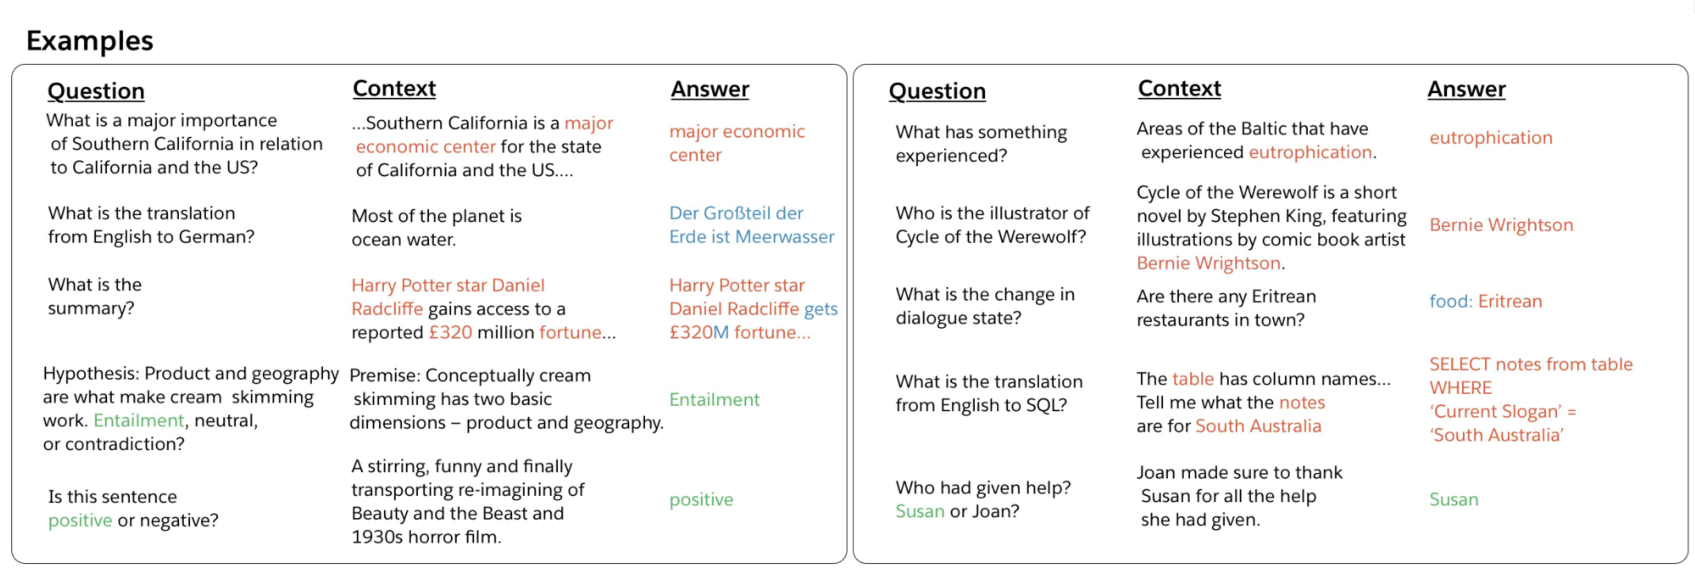 Examples
Question Context Answer
What is a major importance
of Southern California in relation
to California and the US?
...Southern California is a major
economic center for the state
of California and the US....
major economic
center
What is the translation
from English to German?
Most of the planet is
ocean water.
Der Großteil der
Erde ist Meerwasser
What is the
summary?
Harry Potter star Daniel
Radcliffe gains access to a
reported £320 million fortune...
Harry Potter star
Daniel Radcliffe gets
£320M fortune...
Hypothesis: Product and geography
are what make cream skimming
work. Entailment, neutral,
or contradiction?
Premise: Conceptually cream
skimming has two basic
dimensions – product and geography.
Entailment
Is this sentence
positive or negative?
A stirring, funny and finally
transporting re-imagining of
Beauty and the Beast and
1930s horror film.
positive
Question Context Answer
What has something
experienced?
Areas of the Baltic that have
experienced eutrophication.
eutrophication
Who is the illustrator of
Cycle of the Werewolf?
Cycle of the Werewolf is a short
novel by Stephen King, featuring
illustrations by comic book artist
Bernie Wrightson.
Bernie Wrightson
What is the change in
dialogue state?
Are there any Eritrean
restaurants in town?
food: Eritrean
What is the translation
from English to SQL?
The table has column names...
Tell me what the notes
are for South Australia
SELECT notes from table
WHERE
‘Current Slogan’ =
‘South Australia’
Who had given help?
Susan or Joan?
Joan made sure to thank
Susan for all the help
she had given.
Susan